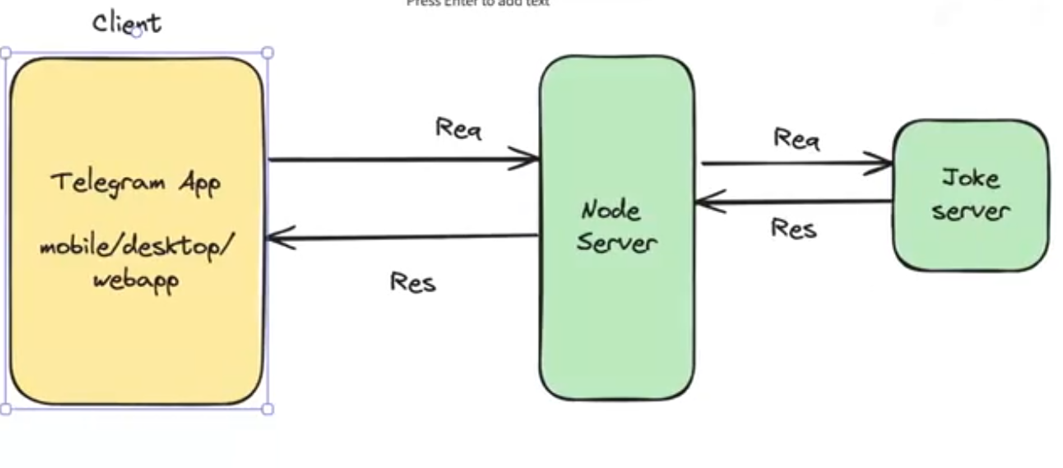 Press Enter to add text
Client
Telegram App
mobile/desktop/
webapp
Req
Res
Node
Server
Req
Res
Joke
server